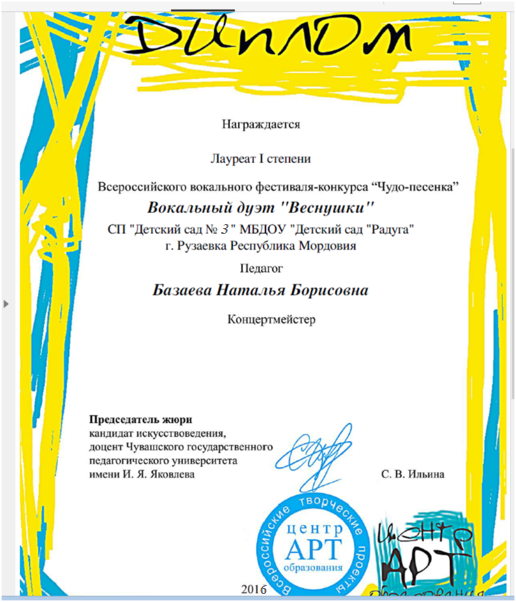 ДИПЛОМ
Награждается
Лауреат I степени
Всероссийского вокального фестиваля-конкурса “Чудо-песенка”
Вокальный дуэт "Веснушки"
СП "Детский сад № 3" МБДОУ "Детский сад "Радуга"
г. Рузаевка Республика Мордовия
Педагог
Базаева Наталья Борисовна
Концертмейстер
Председатель жюри
кандидат искусствоведения,
доцент Чувашского государственного
педагогического университета
имени И. Я. Яковлева
С. В. Ильина
Всероссийские творческие проекты
центр
АРТ
образования
центр
АРТ
образования
2016